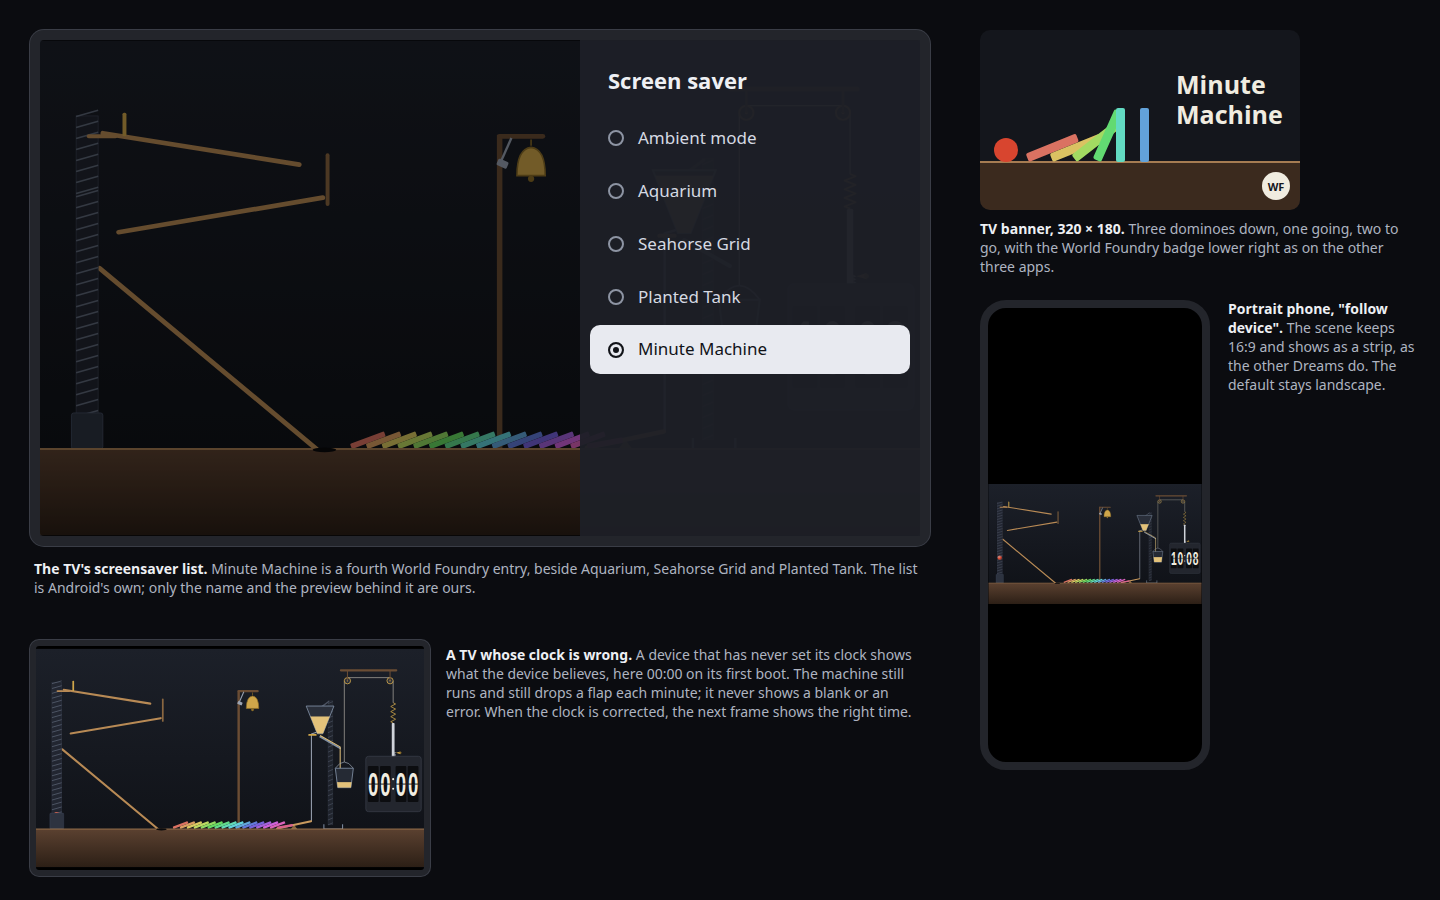 Screen saver
Ambient mode
Aquarium
Seahorse Grid
Planted Tank
Minute Machine
The TV's screensaver list. Minute Machine is a fourth World Foundry entry, beside Aquarium, Seahorse Grid and Planted Tank. The list
is Android's own; only the name and the preview behind it are ours.
Minute
Machine
WF
TV banner, 320 × 180. Three dominoes down, one going, two to
go, with the World Foundry badge lower right as on the other
three apps.
10:08
Portrait phone, "follow
device". The scene keeps
16:9 and shows as a strip, as
the other Dreams do. The
default stays landscape.
00:00
A TV whose clock is wrong. A device that has never set its clock shows
what the device believes, here 00:00 on its first boot. The machine still
runs and still drops a flap each minute; it never shows a blank or an
error. When the clock is corrected, the next frame shows the right time.